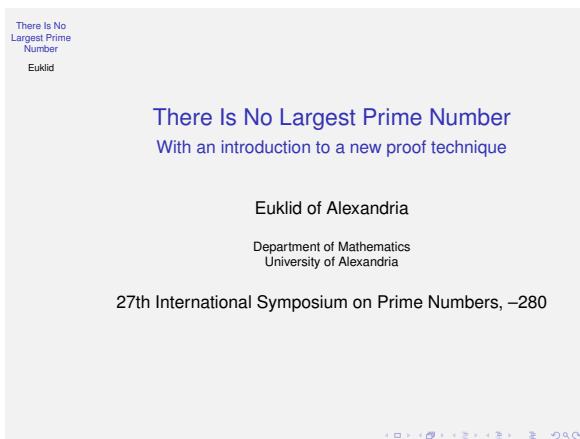 There Is No
Largest Prime
Number
Euklid
There Is No Largest Prime Number
With an introduction to a new proof technique
Euklid of Alexandria
Department of Mathematics
University of Alexandria
27th International Symposium on Prime Numbers, –280